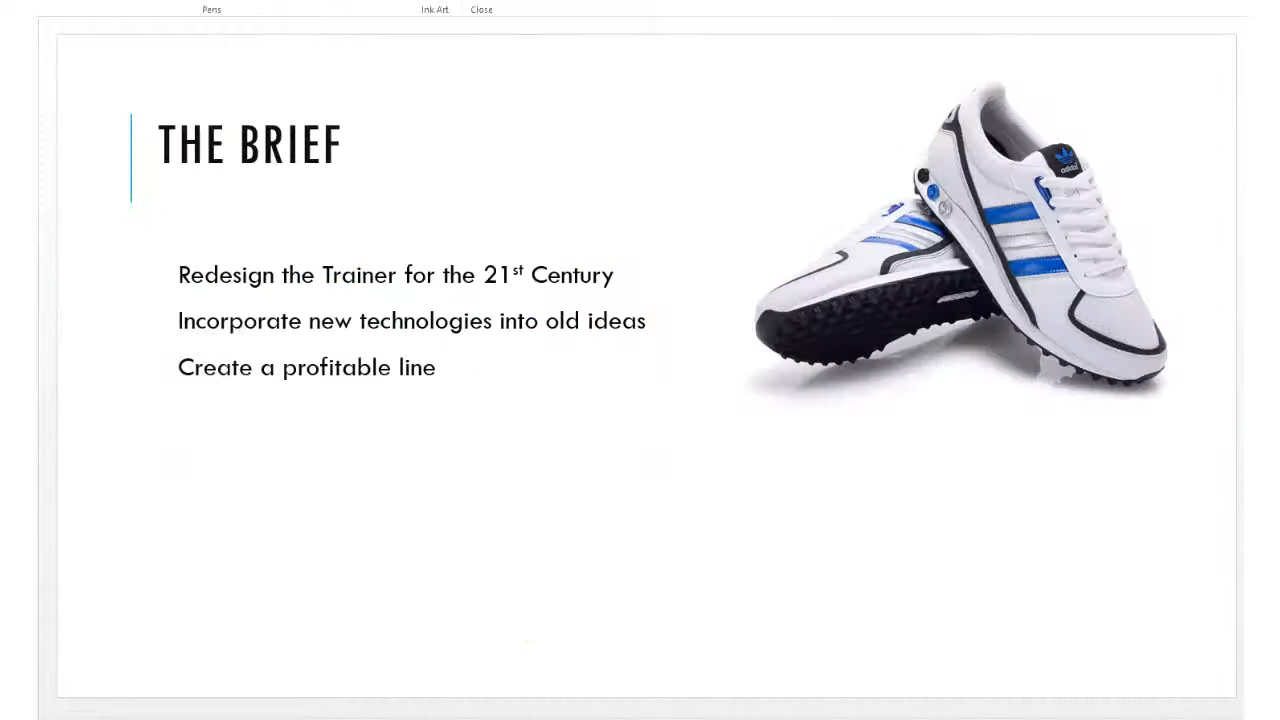 Pens Ink Art Close
THE BRIEF
adidas
Redesign the Trainer for the 21st Century
Incorporate new technologies into old ideas
Create a profitable line